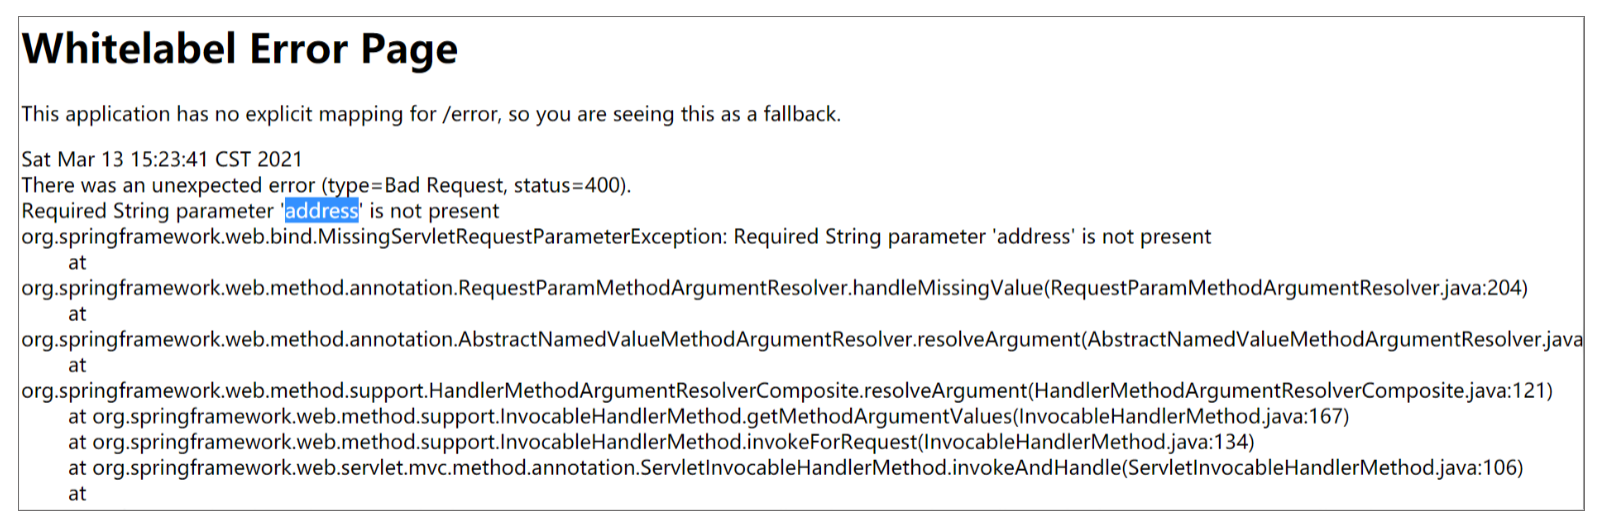 Whitelabel Error Page
This application has no explicit mapping for /error, so you are seeing this as a fallback.
Sat Mar 13 15:23:41 CST 2021
There was an unexpected error (type=Bad Request, status=400).
Required String parameter 'address' is not present
org.springframework.web.bind.MissingServletRequestParameterException: Required String parameter 'address' is not present
at
org.springframework.web.method.annotation.RequestParamMethodArgumentResolver.handleMissingValue(RequestParamMethodArgumentResolver.java:204)
at
org.springframework.web.method.annotation.AbstractNamedValueMethodArgumentResolver.resolveArgument(AbstractNamedValueMethodArgumentResolver.java
at
org.springframework.web.method.support.HandlerMethodArgumentResolverComposite.resolveArgument(HandlerMethodArgumentResolverComposite.java:121)
at org.springframework.web.method.support.InvocableHandlerMethod.getMethodArgumentValues(InvocableHandlerMethod.java:167)
at org.springframework.web.method.support.InvocableHandlerMethod.invokeForRequest(InvocableHandlerMethod.java:134)
at org.springframework.web.servlet.mvc.method.annotation.ServletInvocableHandlerMethod.invokeAndHandle(ServletInvocableHandlerMethod.java:106)
at